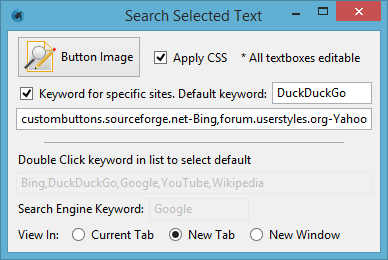 Search Selected Text
Button Image
Apply CSS
* All textboxes editable
Keyword for specific sites. Default keyword:
DuckDuckGo
custombuttons.sourceforge.net-Bing,forum.userstyles.org-Yahoo
Double Click keyword in list to select default
Bing,DuckDuckGo,Google,YouTube,Wikipedia
Search Engine Keyword:
Google
View In:
Current Tab
New Tab
New Window